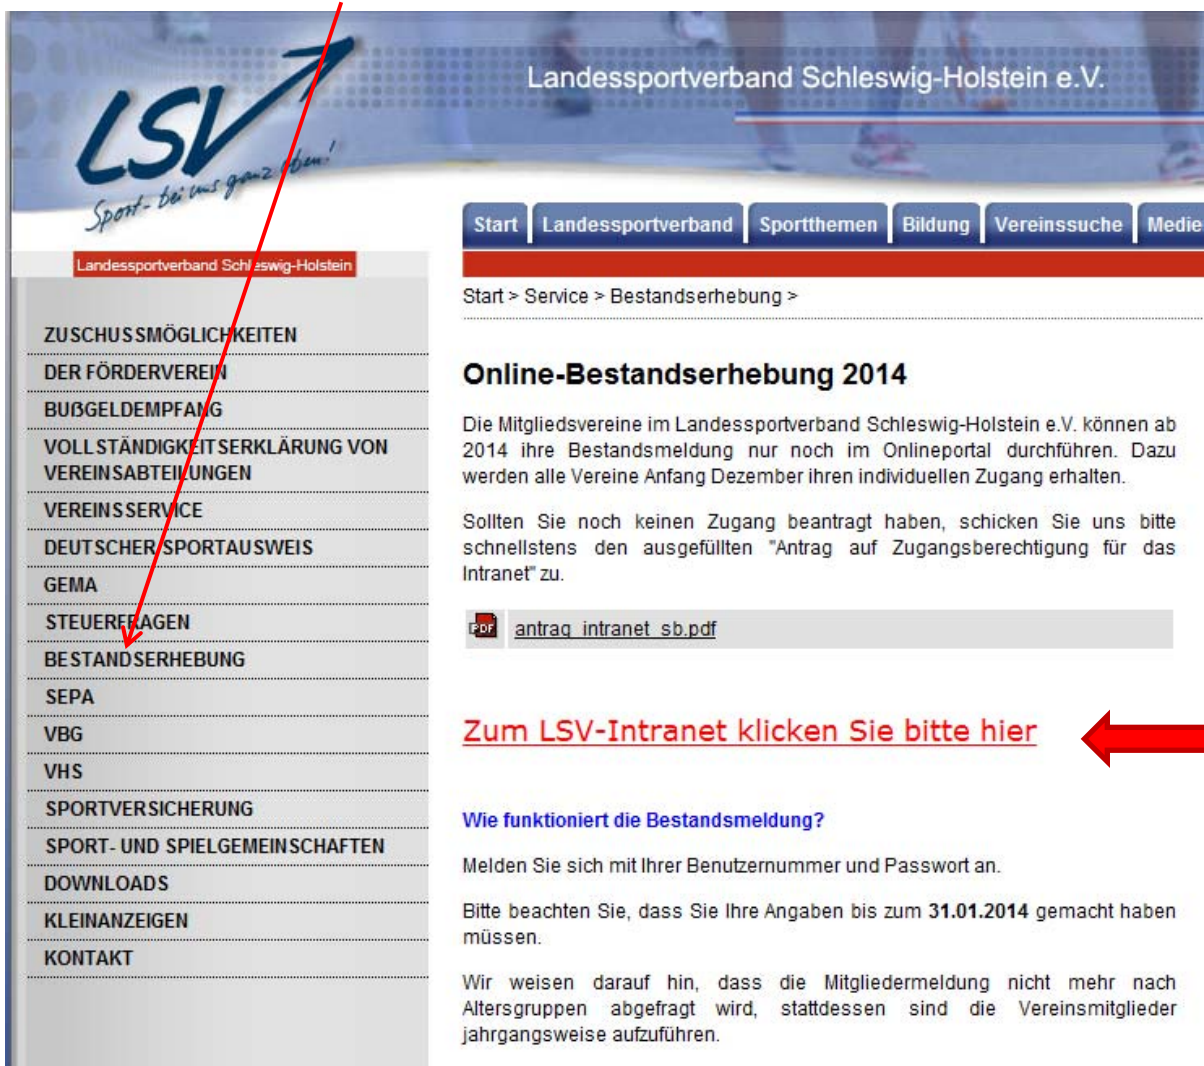 LSV
Sport - bei uns ganz oben!
Landessportverband Schleswig-Holstein e.V.
Start Landessportverband Sportthemen Bildung Vereinssuche Medie
Landessportverband Schleswig-Holstein
Start > Service > Bestandserhebung >
ZUSCHUSSMÖGLICHKEITEN
DER FÖRDERVEREIN
BUßGELDEMPFANG
VOLLSTÄNDIGKEITSERKLÄRUNG VON
VEREINSABTEILUNGEN
VEREINSSERVICE
DEUTSCHER SPORTAUSWEIS
GEMA
STEUERFRAGEN
BESTANDSERHEBUNG
SEPA
VBG
VHS
SPORTVERSICHERUNG
SPORT- UND SPIELGEMEINSCHAFTEN
DOWNLOADS
KLEINANZEIGEN
KONTAKT
Online-Bestandserhebung 2014
Die Mitgliedsvereine im Landessportverband Schleswig-Holstein e.V. können ab
2014 ihre Bestandsmeldung nur noch im Onlineportal durchführen. Dazu
werden alle Vereine Anfang Dezember ihren individuellen Zugang erhalten.
Sollten Sie noch keinen Zugang beantragt haben, schicken Sie uns bitte
schnellstens den ausgefüllten "Antrag auf Zugangsberechtigung für das
Intranet" zu.
PDF antrag_intranet_sb.pdf
Zum LSV-Intranet klicken Sie bitte hier
Wie funktioniert die Bestandsmeldung?
Melden Sie sich mit Ihrer Benutzernummer und Passwort an.
Bitte beachten Sie, dass Sie Ihre Angaben bis zum 31.01.2014 gemacht haben
müssen.
Wir weisen darauf hin, dass die Mitgliedermeldung nicht mehr nach
Altersgruppen abgefragt wird, stattdessen sind die Vereinsmitglieder
jahrgangsweise aufzuführen.